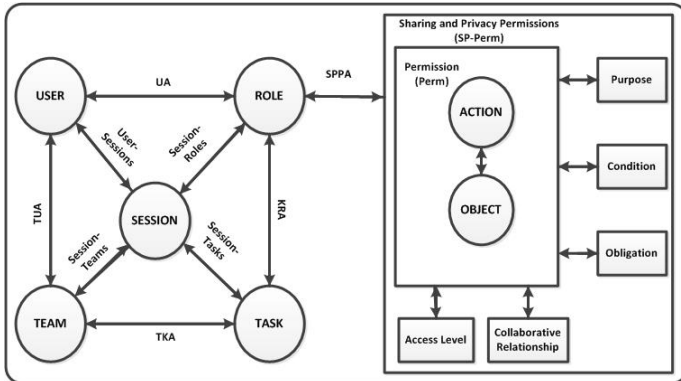 Sharing and Privacy Permissions
(SP-Perm)
USER
UA
ROLE
SPPA
Permission
(Perm)
ACTION
Purpose
User-
Sessions
Session-
Roles
TUA
SESSION
KRA
OBJECT
Condition
Session-
Teams
Session-
Tasks
Obligation
TEAM
TKA
TASK
Access Level
Collaborative
Relationship